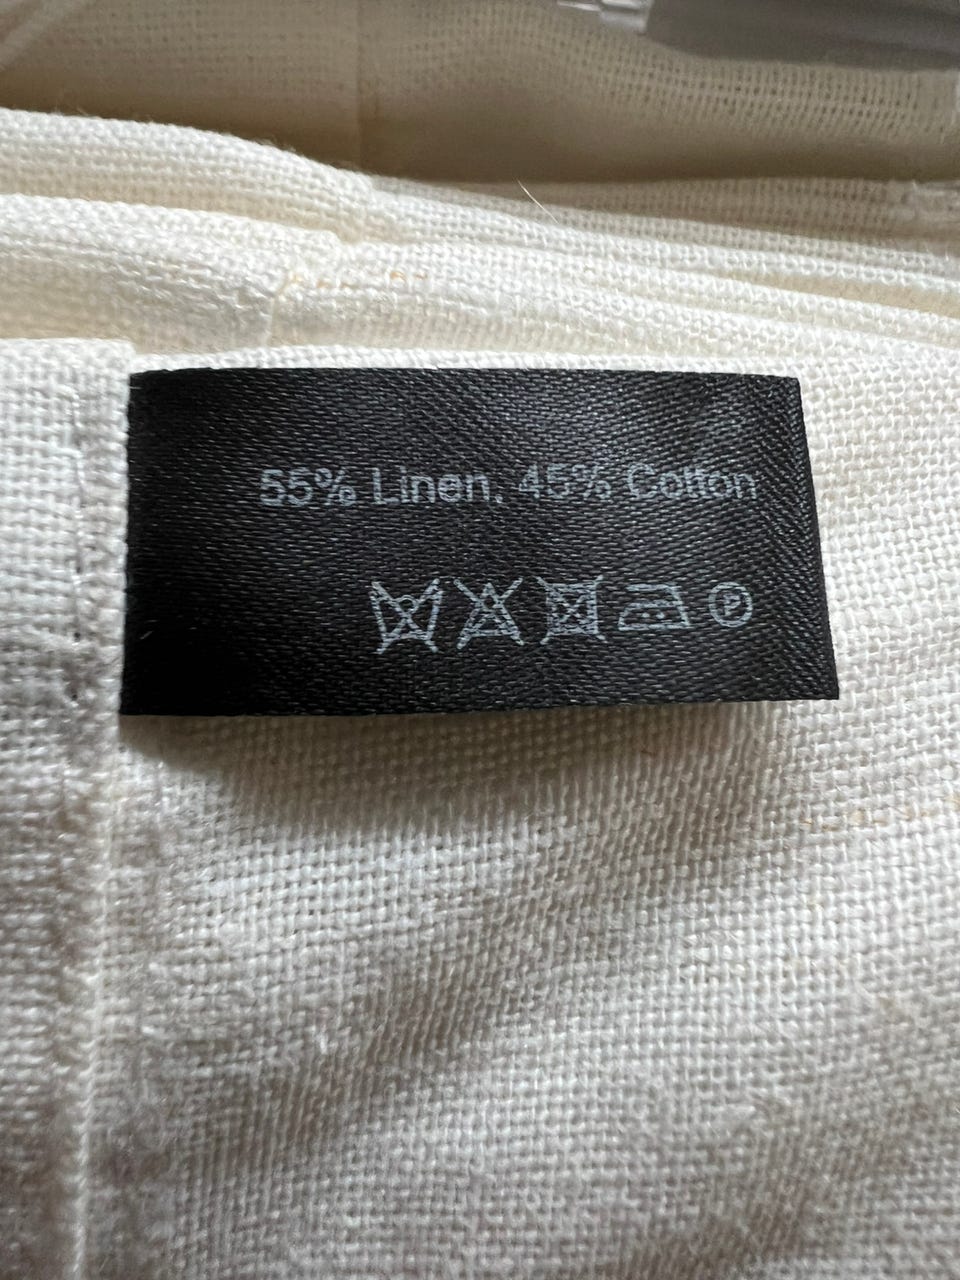 55% Linen, 45% Cotton
P